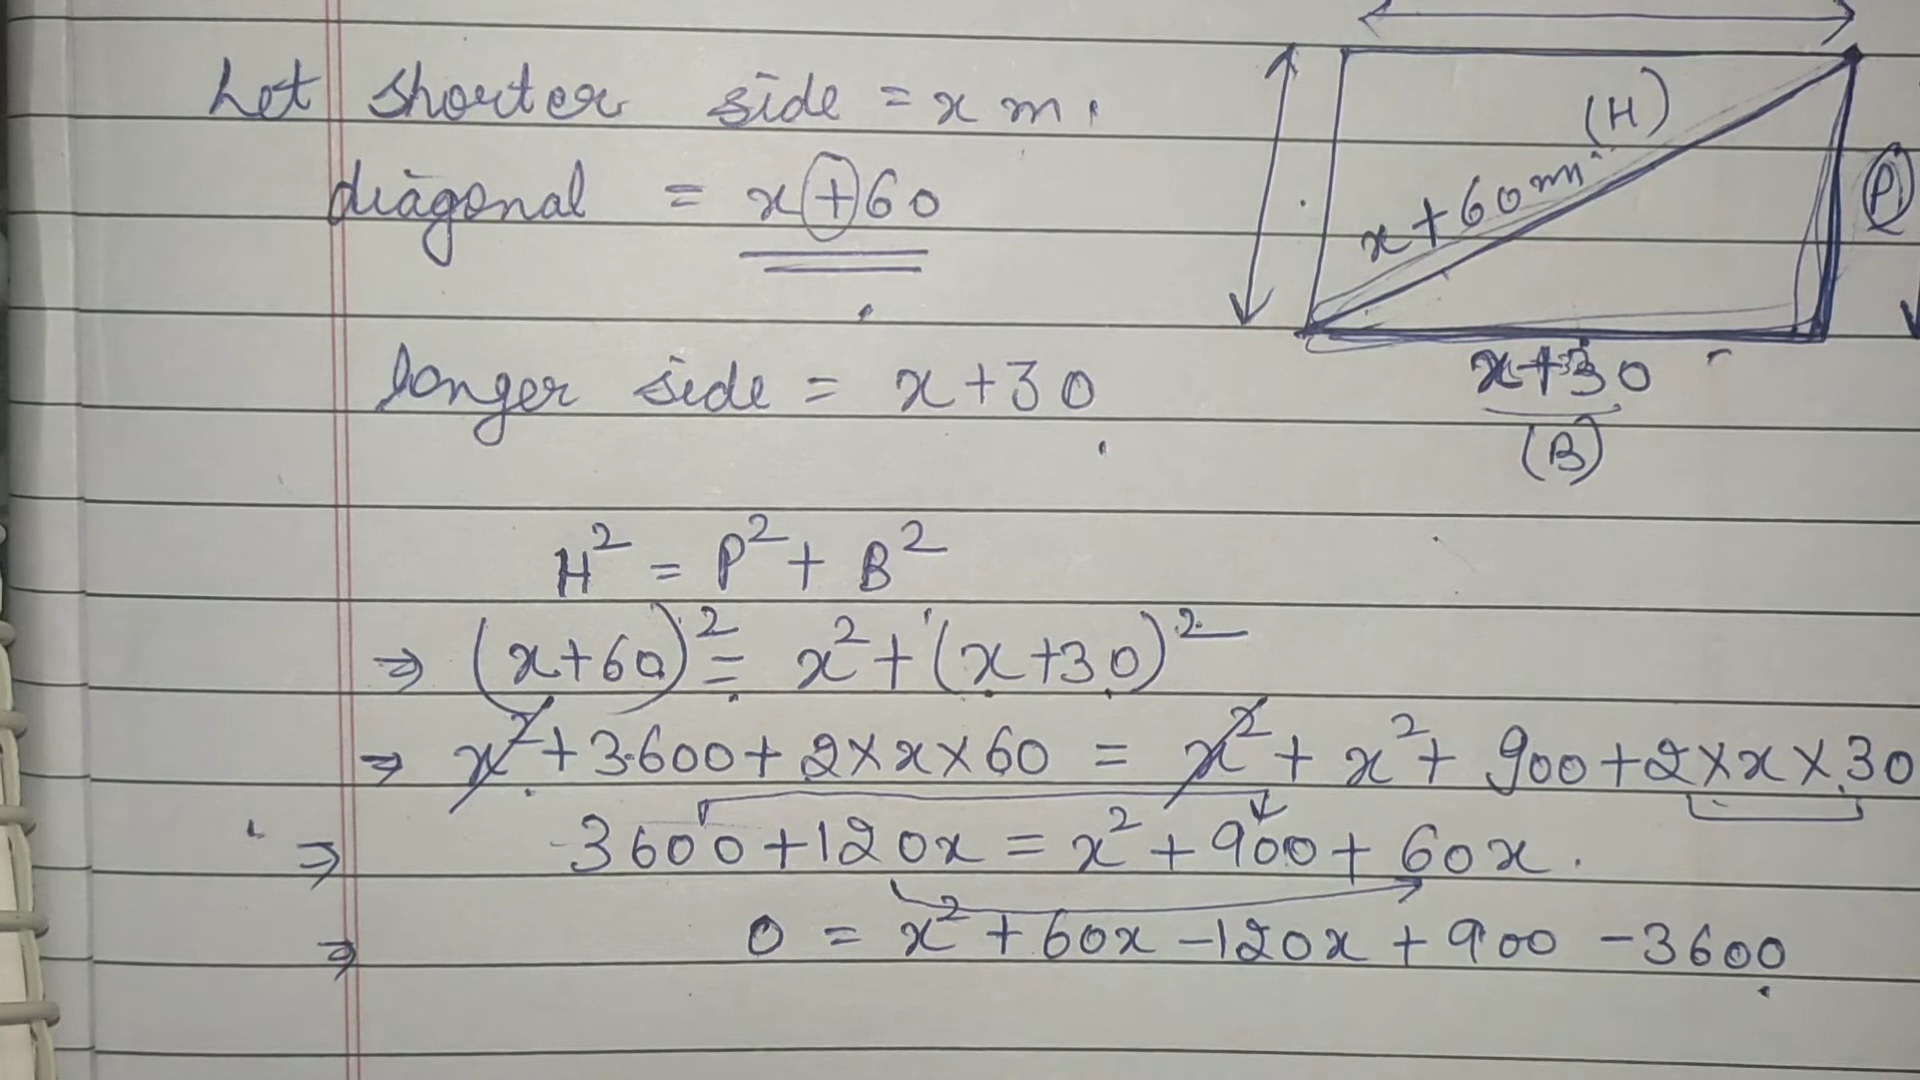 Let shorter side = x m.
diagonal = x + 60
longer side = x + 30
(H)
x + 60 m
(P)
x + 30
(B)
H² = P² + B²
⇒ (x+60)² = x² + (x+30)²
⇒ x² + 3600 + 2×x×60 = x² + x² + 900 + 2×x×30
⇒ 3600 + 120x = x² + 900 + 60x.
⇒ 0 = x² + 60x - 120x + 900 - 3600